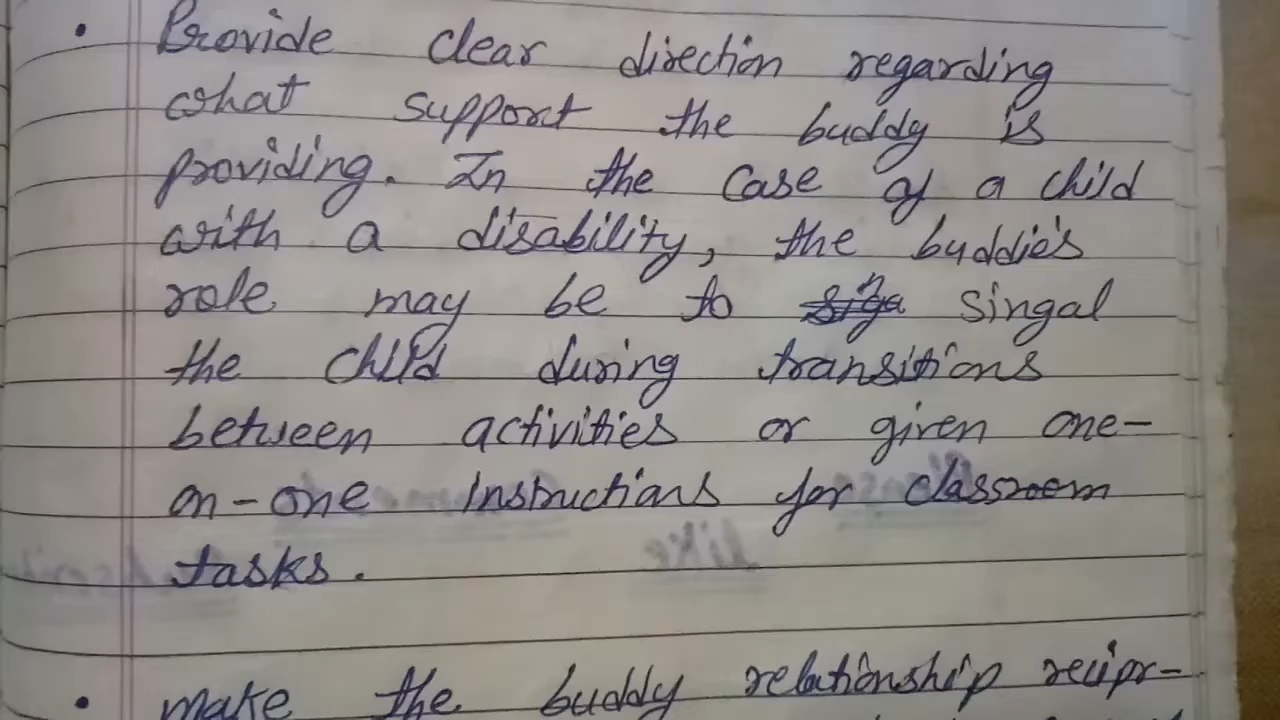 • Provide clear direction regarding
what support the buddy is
providing. In the case of a child
with a disability, the buddie's
role may be to singal
the child during transitions
between activities or given one-
on-one Instructions for classroom
tasks.
• make the buddy relationship recipr-